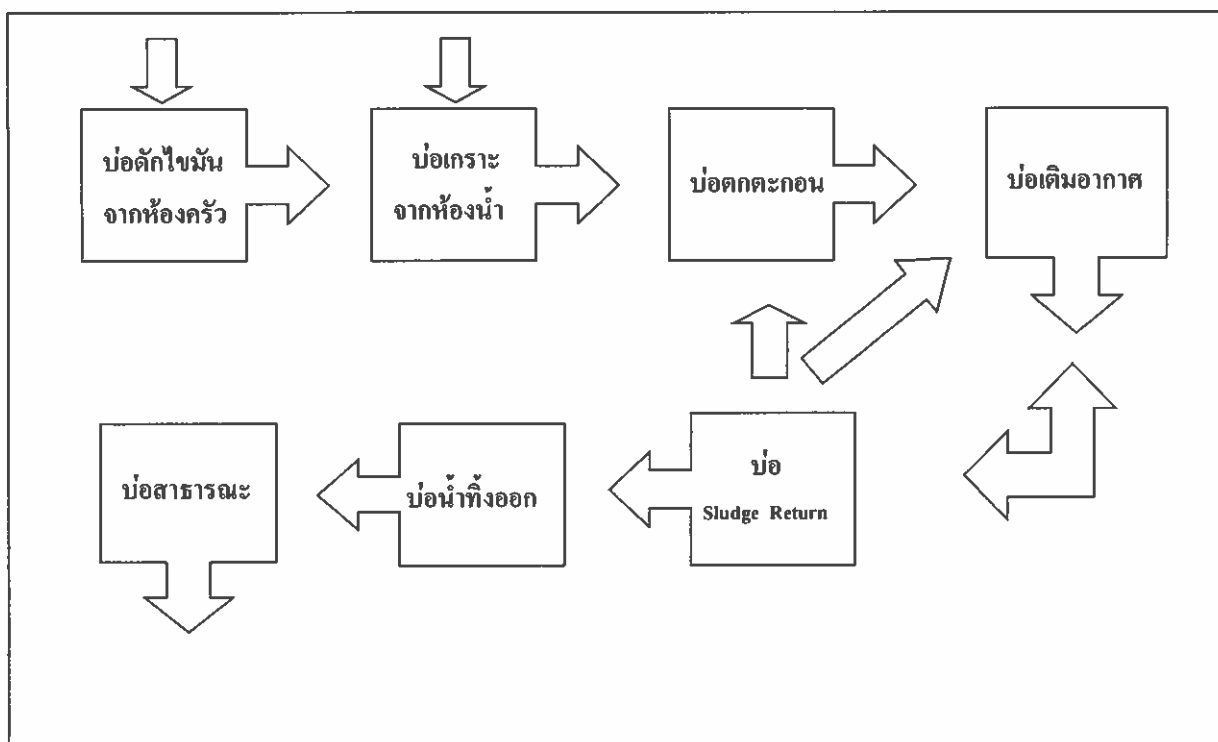 บ่อดักไขมัน
จากห้องครัว
บ่อเกราะ
จากห้องน้ำ
บ่อตกตะกอน
บ่อเติมอากาศ
บ่อสาธารณะ
บ่อน้ำทิ้งออก
บ่อ
Sludge Return